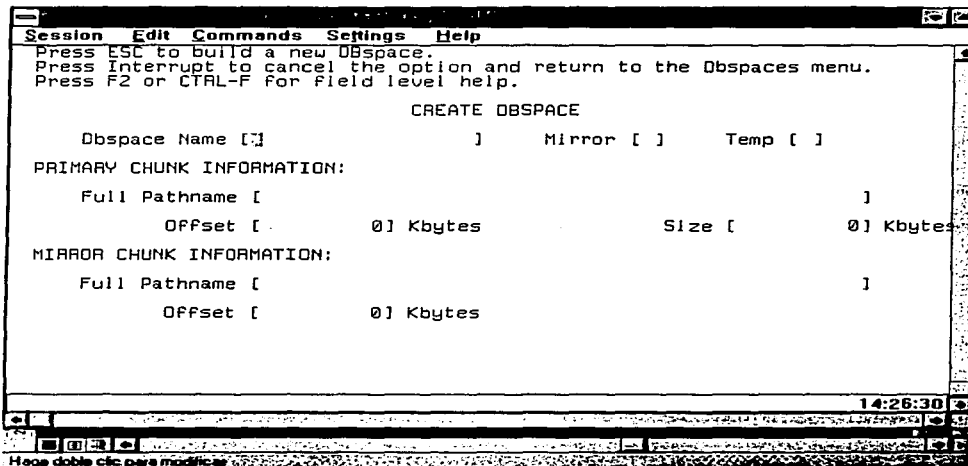 Session Edit Commands Settings Help
Press ESC to build a new DBspace.
Press Interrupt to cancel the option and return to the Dbspaces menu.
Press F2 or CTRL-F for field level help.
CREATE DBSPACE
Dbspace Name [ ] Mirror [ ] Temp [ ]
PRIMARY CHUNK INFORMATION:
Full Pathname [ ]
Offset [ 0] Kbytes Size [ 0] Kbytes
MIRROR CHUNK INFORMATION:
Full Pathname [ ]
Offset [ 0] Kbytes
14:26:30
Haga doble clic para modificar